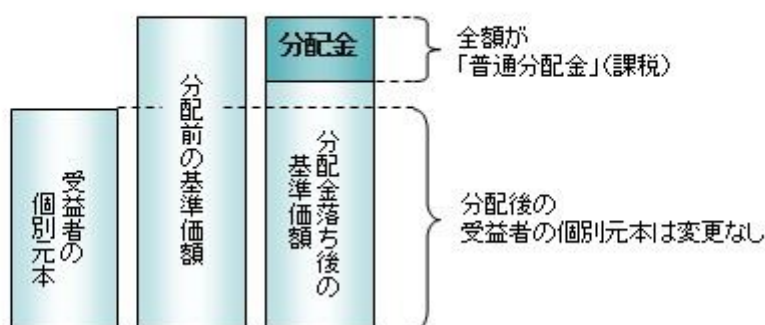 受益者の
個別元本
分配前の基準価額
分配金
分配金落ち後の
基準価額
全額が
「普通分配金」(課税)
分配後の
受益者の個別元本は変更なし